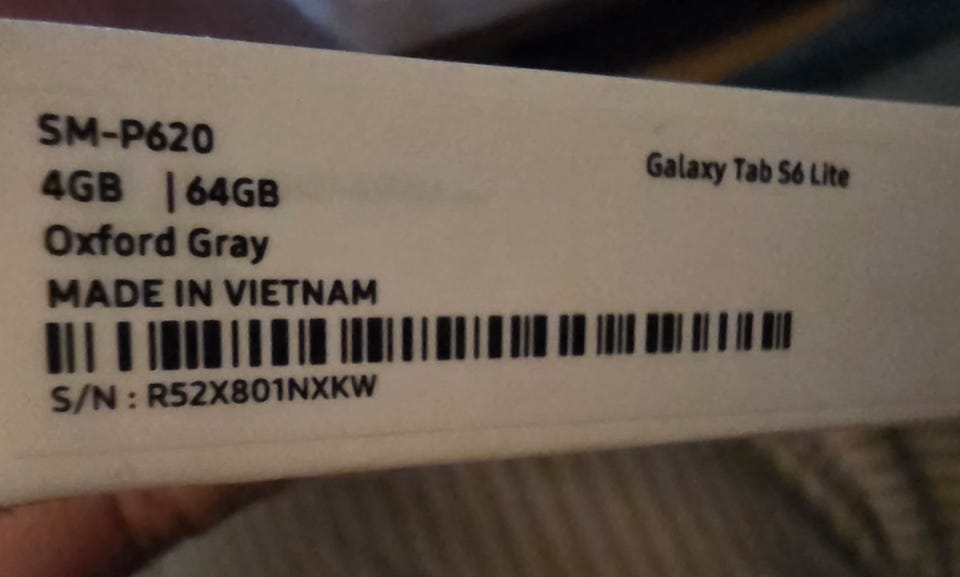 SM-P620
Galaxy Tab S6 Lite
4GB | 64GB
Oxford Gray
MADE IN VIETNAM
S/N : R52X801NXKW